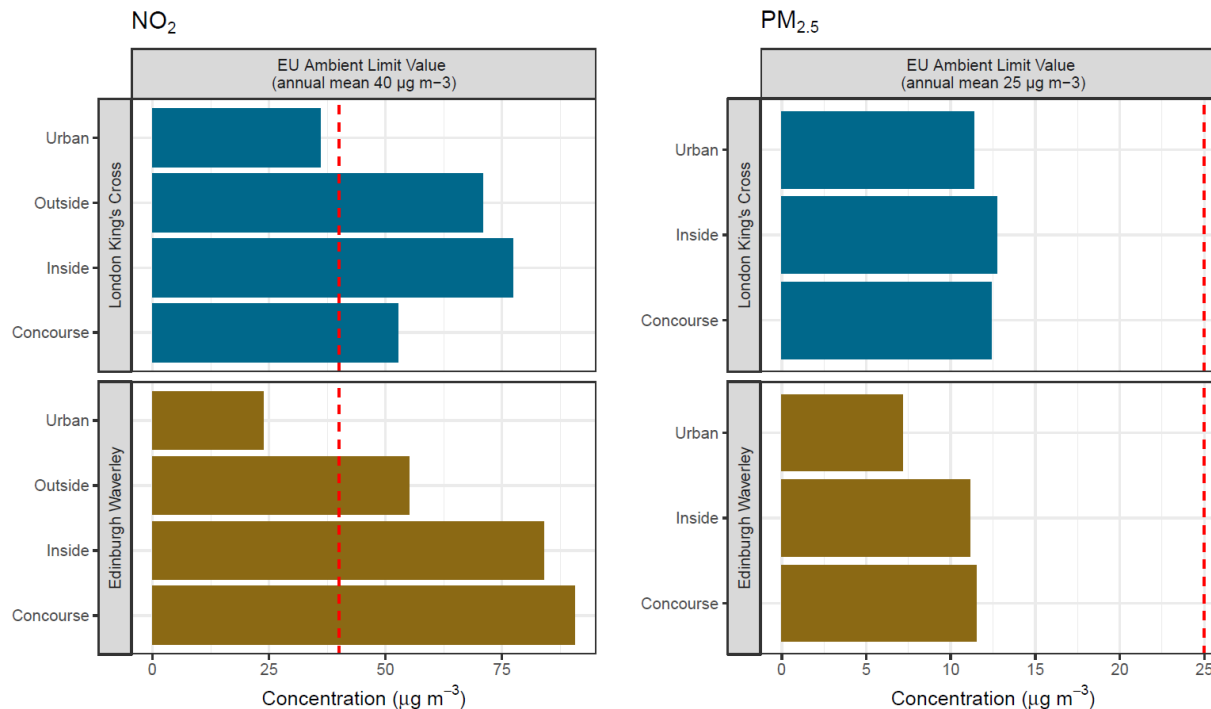 NO₂
EU Ambient Limit Value
(annual mean 40 µg m−3)
London King's Cross
Urban
Outside
Inside
Concourse
Edinburgh Waverley
Urban
Outside
Inside
Concourse
0 25 50 75
Concentration (µg m⁻³)
PM₂.₅
EU Ambient Limit Value
(annual mean 25 µg m−3)
London King's Cross
Urban
Inside
Concourse
Edinburgh Waverley
Urban
Inside
Concourse
0 5 10 15 20 25
Concentration (µg m⁻³)